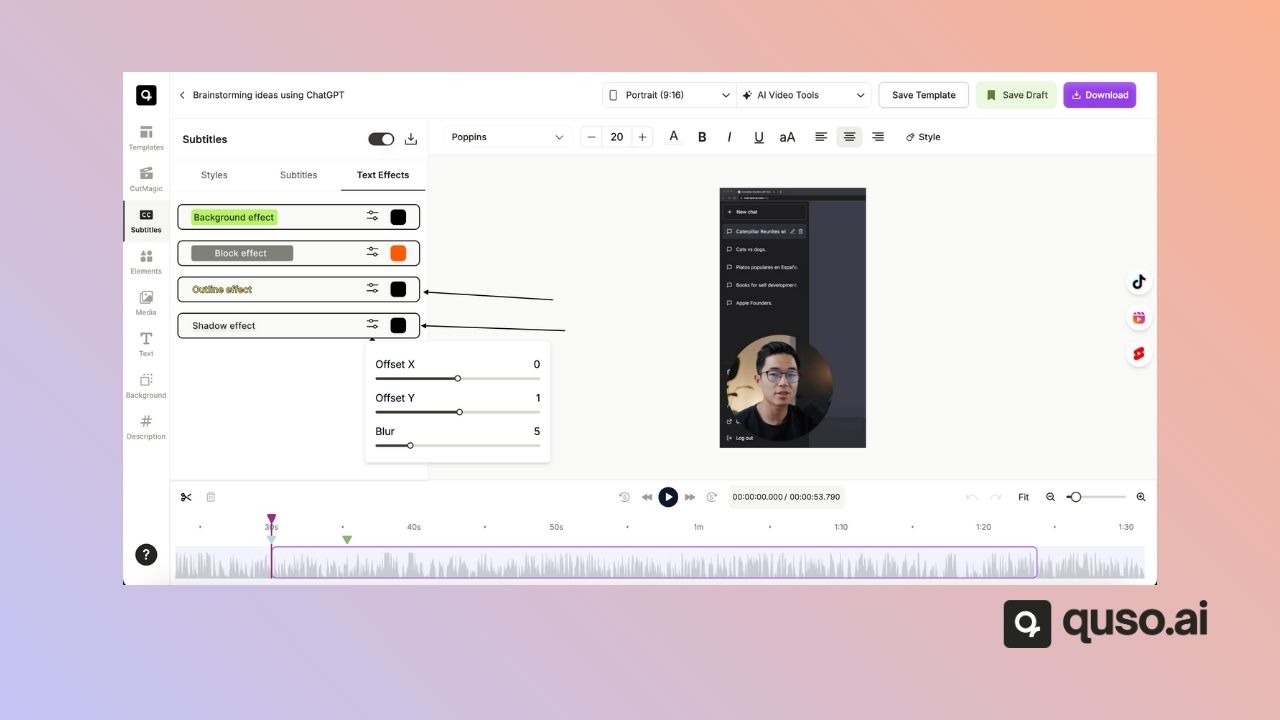 Brainstorming ideas using ChatGPT
Portrait (9:16)
AI Video Tools
Save Template
Save Draft
Download
Templates
CutMagic
CC
Subtitles
Elements
Media
Text
Background
Description
?
Subtitles
Styles
Subtitles
Text Effects
Background effect
Block effect
Outline effect
Shadow effect
Offset X 0
Offset Y 1
Blur 5
Poppins
20
A
B
I
U
aA
Style
New chat
Caterpillar Reunites wi
Cats vs dogs.
Platos populares en Españ
Books for self development
Apple Founders.
Log out
00:00:00.000 / 00:00:53.790
Fit
30s
40s
50s
1m
1:10
1:20
1:30
quso.ai